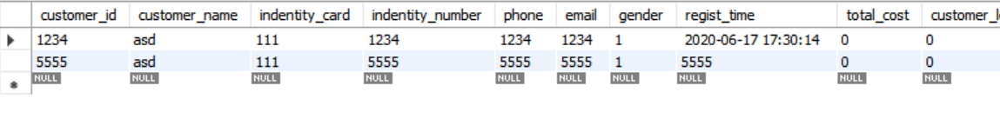 customer_id customer_name indentity_card indentity_number phone email gender regist_time total_cost
1234 asd 111 1234 1234 1234 1 2020-06-17 17:30:14 0 0
5555 asd 111 5555 5555 5555 1 5555 0 0
NULL NULL NULL NULL NULL NULL NULL NULL NULL NULL